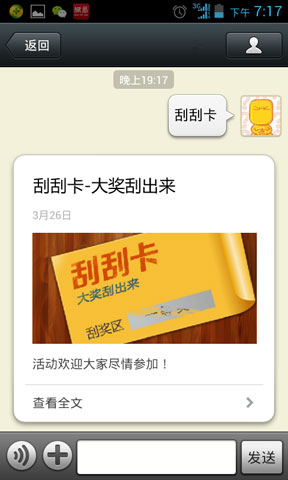 3G
下午 7:17
返回
晚上19:17
刮刮卡
刮刮卡-大奖刮出来
3月26日
刮刮卡
大奖刮出来
刮奖区
活动欢迎大家尽情参加！
查看全文
发送